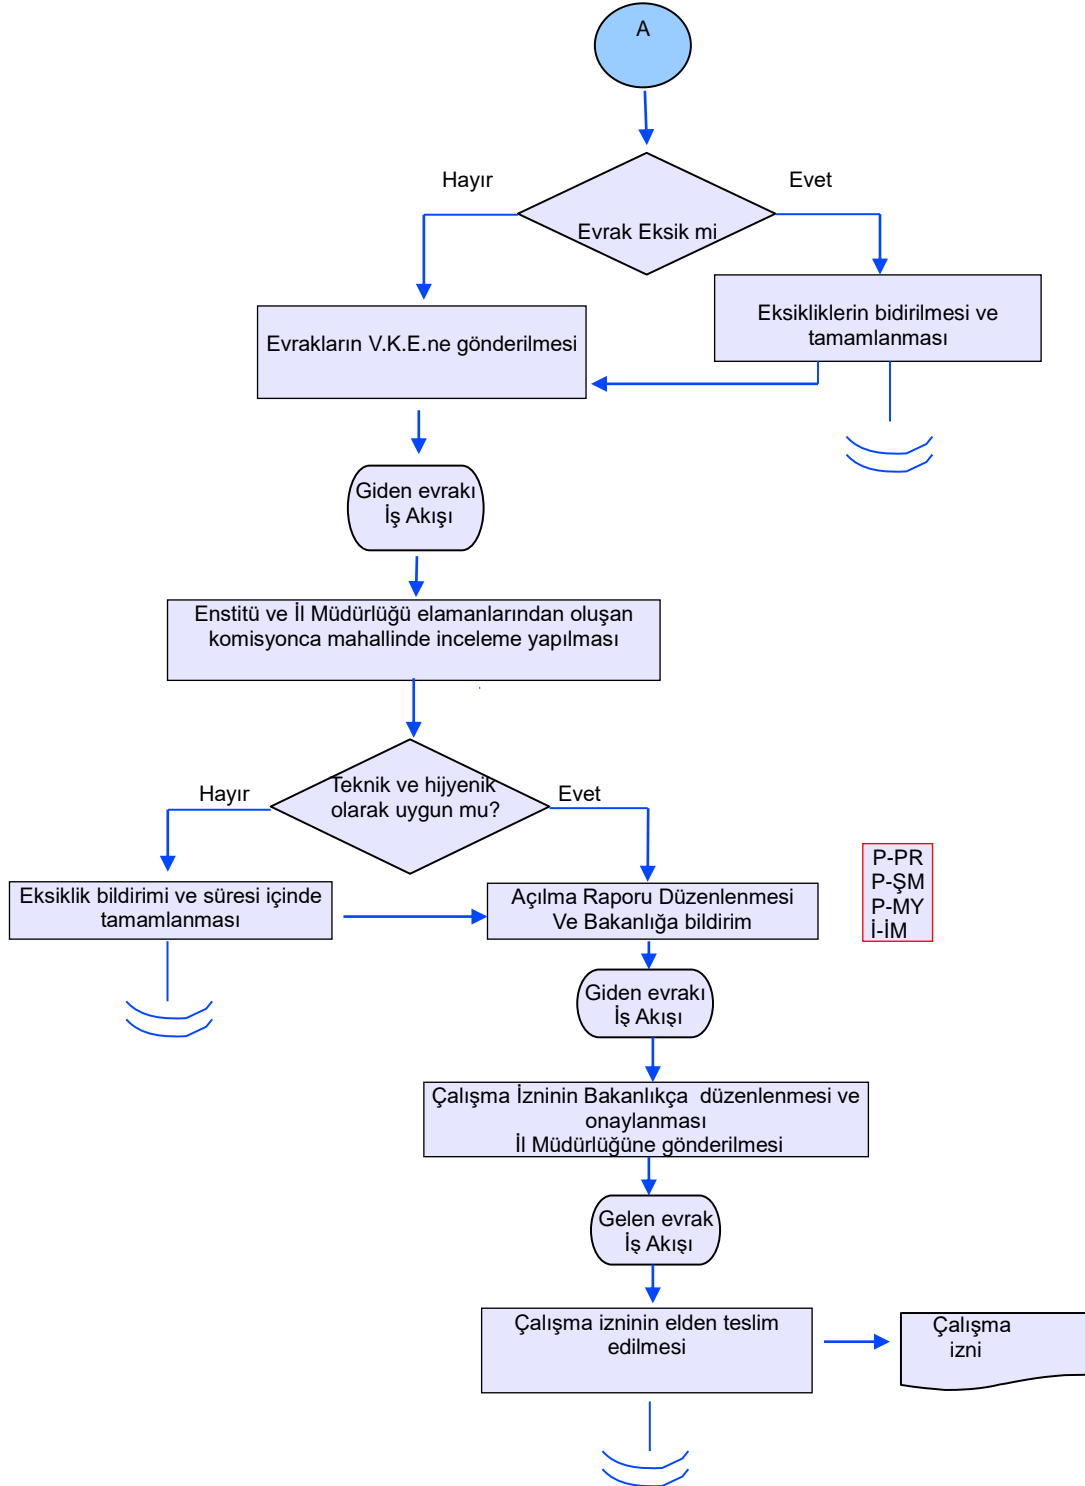 A
Hayır
Evet
Evrak Eksik mi
Eksikliklerin bidirilmesi ve
tamamlanması
Evrakların V.K.E.ne gönderilmesi
Giden evrakı
İş Akışı
Enstitü ve İl Müdürlüğü elamanlarından oluşan
komisyonca mahallinde inceleme yapılması
Hayır
Teknik ve hijyenik
olarak uygun mu?
Evet
Eksiklik bildirimi ve süresi içinde
tamamlanması
Açılma Raporu Düzenlenmesi
Ve Bakanlığa bildirim
P-PR
P-ŞM
P-MY
İ-İM
Giden evrakı
İş Akışı
Çalışma İzninin Bakanlıkça  düzenlenmesi ve
onaylanması
İl Müdürlüğüne gönderilmesi
Gelen evrak
İş Akışı
Çalışma izninin elden teslim
edilmesi
Çalışma
izni